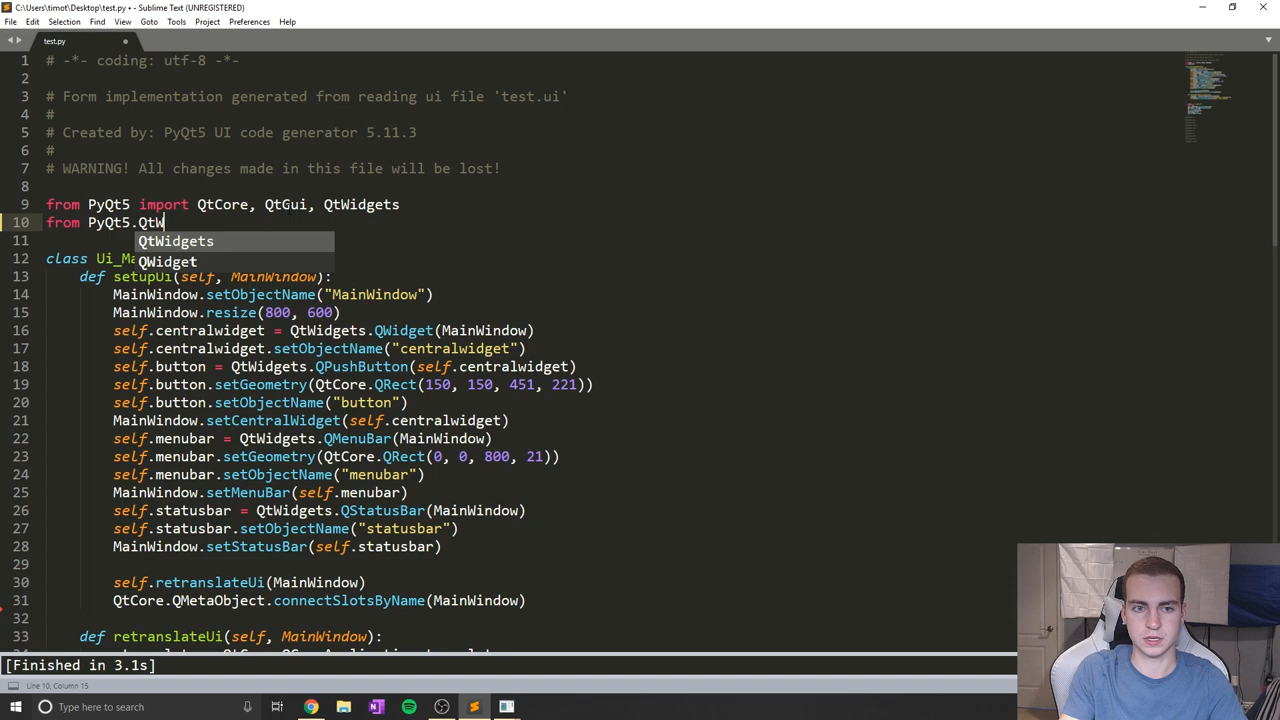 C:\Users\timot\Desktop\test.py • - Sublime Text (UNREGISTERED)
File Edit Selection Find View Goto Tools Project Preferences Help
test.py
1 # -*- coding: utf-8 -*-
2
3 # Form implementation generated from reading ui file 'test.ui'
4 #
5 # Created by: PyQt5 UI code generator 5.11.3
6 #
7 # WARNING! All changes made in this file will be lost!
8
9 from PyQt5 import QtCore, QtGui, QtWidgets
10 from PyQt5.QtW
QtWidgets
11
QWidget
12 class Ui_Ma
13 def setupUi(self, MainWindow):
14 MainWindow.setObjectName("MainWindow")
15 MainWindow.resize(800, 600)
16 self.centralwidget = QtWidgets.QWidget(MainWindow)
17 self.centralwidget.setObjectName("centralwidget")
18 self.button = QtWidgets.QPushButton(self.centralwidget)
19 self.button.setGeometry(QtCore.QRect(150, 150, 451, 221))
20 self.button.setObjectName("button")
21 MainWindow.setCentralWidget(self.centralwidget)
22 self.menubar = QtWidgets.QMenuBar(MainWindow)
23 self.menubar.setGeometry(QtCore.QRect(0, 0, 800, 21))
24 self.menubar.setObjectName("menubar")
25 MainWindow.setMenuBar(self.menubar)
26 self.statusbar = QtWidgets.QStatusBar(MainWindow)
27 self.statusbar.setObjectName("statusbar")
28 MainWindow.setStatusBar(self.statusbar)
29
30 self.retranslateUi(MainWindow)
31 QtCore.QMetaObject.connectSlotsByName(MainWindow)
32
33 def retranslateUi(self, MainWindow):
[Finished in 3.1s]
Line 10, Column 15
Type here to search